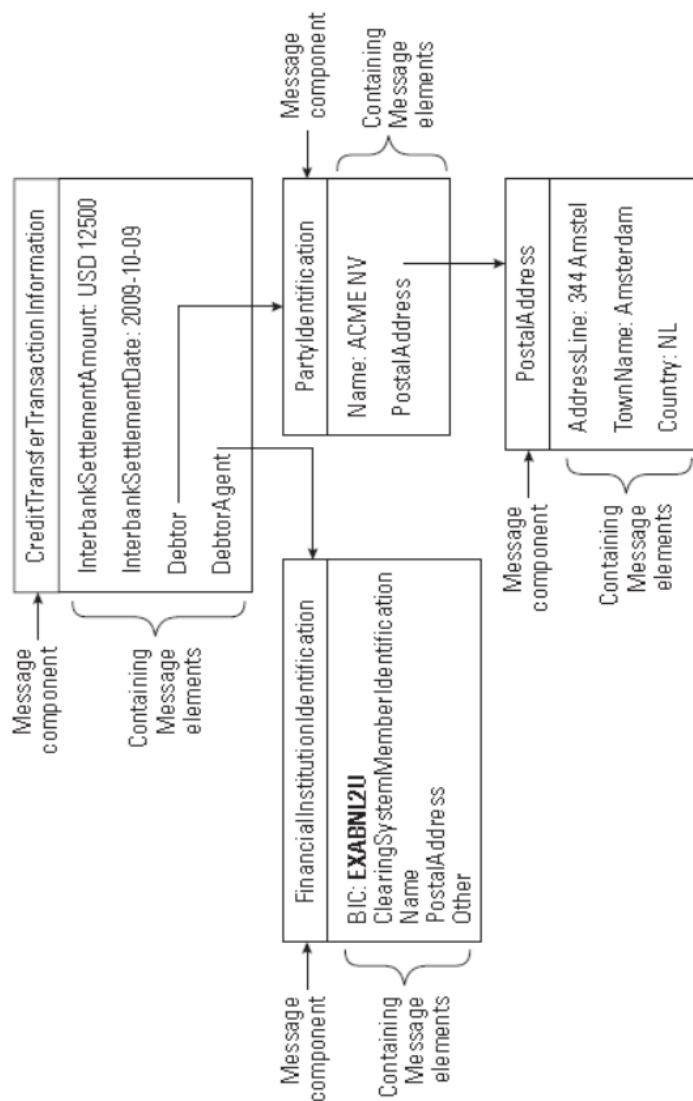 Message
component
CreditTransferTransactionInformation
InterbankSettlementAmount: USD 12500
InterbankSettlementDate: 2009-10-09
Debtor
DebtorAgent
Containing
Message
elements
Message
component
FinancialInstitutionIdentification
BIC: EXABNL2U
ClearingSystemMemberIdentification
Name
PostalAddress
Other
Containing
Message
elements
Message
component
PartyIdentification
Name: ACME NV
PostalAddress
Containing
Message
elements
Message
component
PostalAddress
AddressLine: 344 Amstel
TownName: Amsterdam
Country: NL
Containing
Message
elements